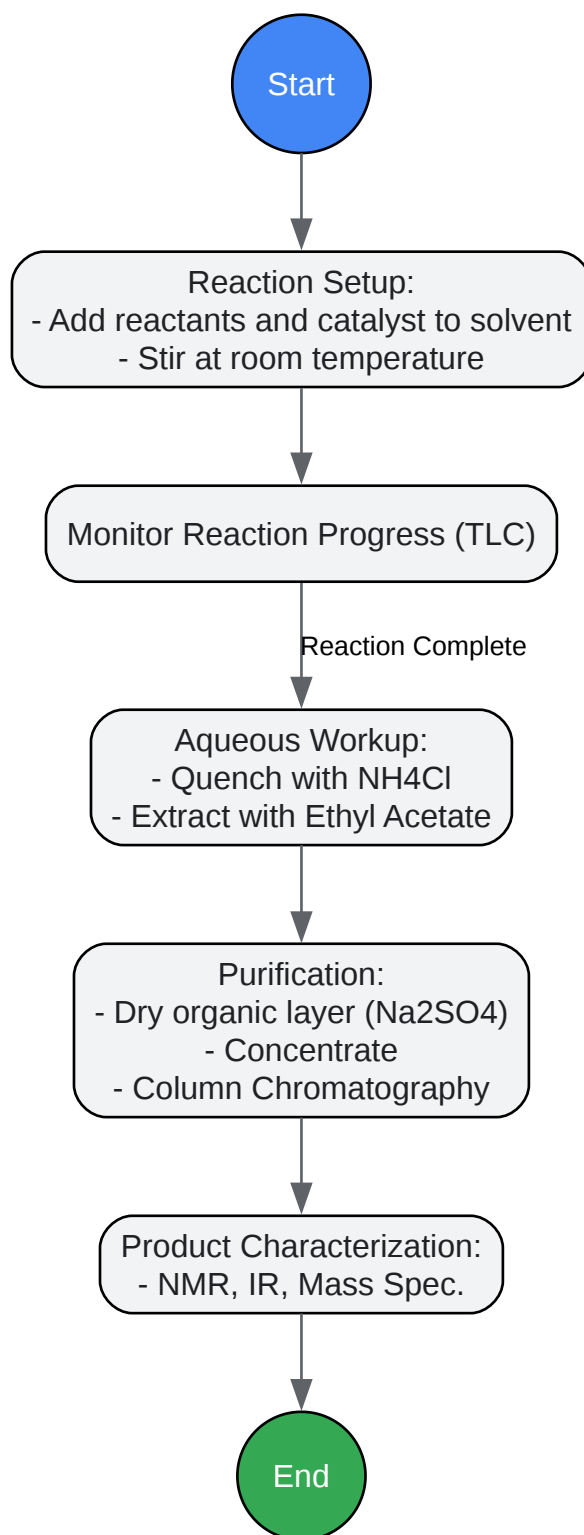 Start
Reaction Setup:
- Add reactants and catalyst to solvent
- Stir at room temperature
Monitor Reaction Progress (TLC)
Reaction Complete
Aqueous Workup:
- Quench with NH4Cl
- Extract with Ethyl Acetate
Purification:
- Dry organic layer (Na2SO4)
- Concentrate
- Column Chromatography
Product Characterization:
- NMR, IR, Mass Spec.
End